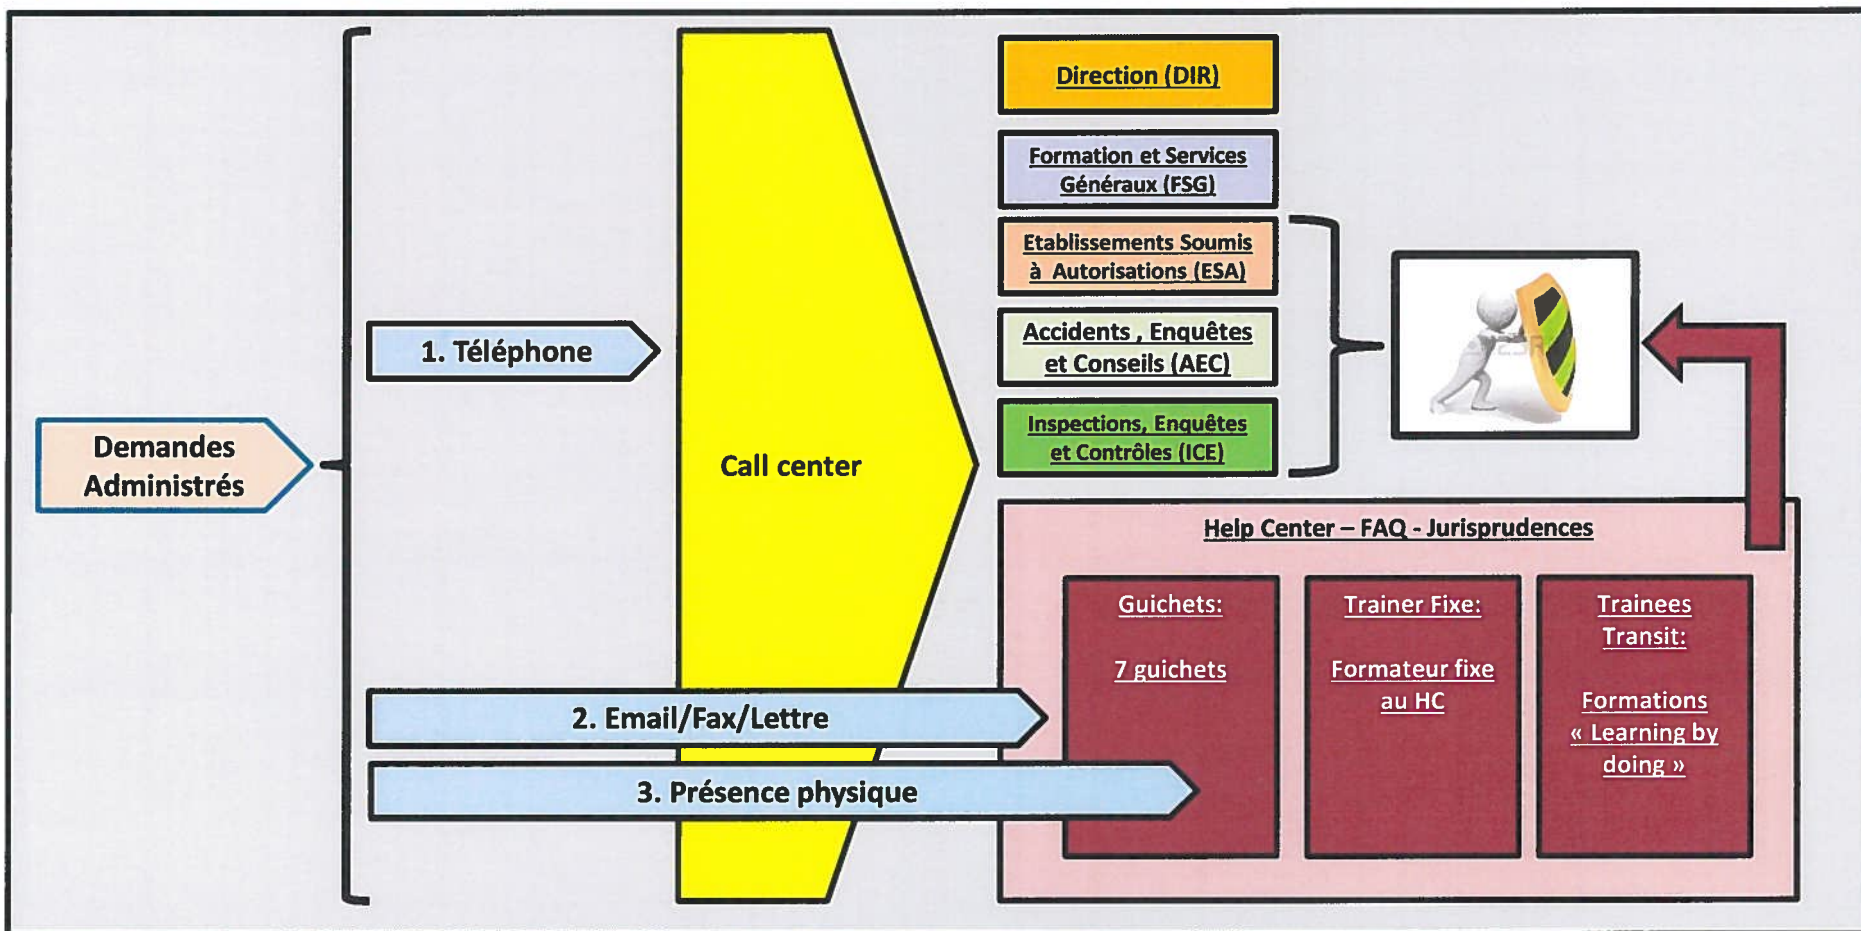 Demandes
Administrés
1. Téléphone
Call center
2. Email/Fax/Lettre
3. Présence physique
Direction (DIR)
Formation et Services
Généraux (FSG)
Etablissements Soumis
à Autorisations (ESA)
Accidents , Enquêtes
et Conseils (AEC)
Inspections, Enquêtes
et Contrôles (ICE)
Help Center – FAQ - Jurisprudences
Guichets:
7 guichets
Trainer Fixe:
Formateur fixe
au HC
Trainees
Transit:
Formations
« Learning by
doing »